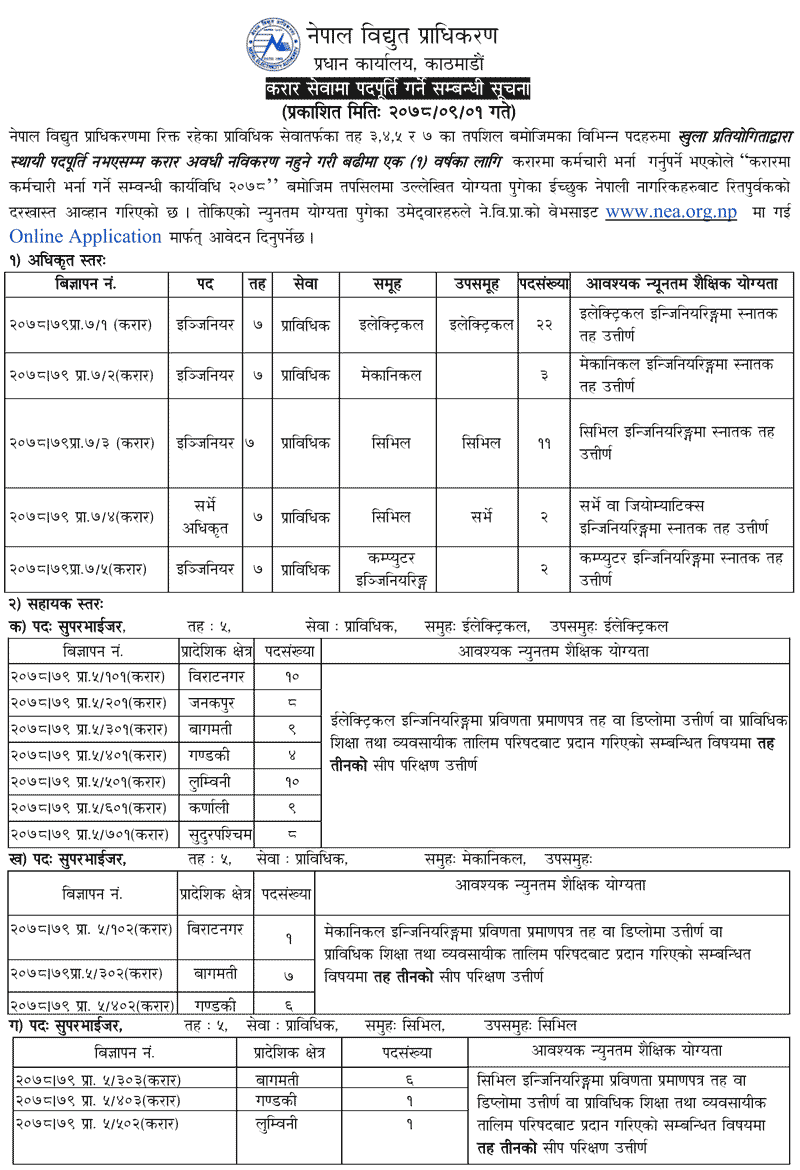 नेपाल विद्युत प्राधिकरण
प्रधान कार्यालय, काठमाडौं
करार सेवामा पदपूर्ति गर्ने सम्बन्धी सूचना
(प्रकाशित मितिः २०७८/०९/०१ गते)
नेपाल विद्युत प्राधिकरणमा रिक्त रहेका प्राविधिक सेवातर्फका तह ३,४,५ र ७ का तपशिल बमोजिमका विभिन्न पदहरुमा खुला प्रतियोगिताद्वारा
स्थायी पदपूर्ति नभएसम्म करार अवधी नविकरण नहुने गरी बढीमा एक (१) वर्षका लागि करारमा कर्मचारी भर्ना गर्नुपर्ने भएकोले "करारमा
कर्मचारी भर्ना गर्ने सम्वन्धी कार्यविधि २०७८" बमोजिम तपसिलमा उल्लेखित योग्यता पुगेका ईच्छुक नेपाली नागरिकहरुबाट रितपुर्वकको
दरखास्त आव्हान गरिएको छ । तोकिएको न्युनतम योग्यता पुगेका उमेद्वारहरुले ने.वि.प्रा.को वेभसाइट www.nea.org.np मा गई
Online Application मार्फत् आवेदन दिनुपर्नेछ ।
१) अधिकृत स्तरः
बिज्ञापन नं. पद तह सेवा समूह उपसमूह पदसंख्या आवश्यक न्यूनतम शैक्षिक योग्यता
२०७८।७९प्रा.७/१ (करार) इञ्जिनियर ७ प्राविधिक इलेक्ट्रिकल इलेक्ट्रिकल २२ इलेक्ट्रिकल इन्जिनियरिङ्गमा स्नातक
तह उत्तीर्ण
२०७८।७९ प्रा.७/२(करार) इञ्जिनियर ७ प्राविधिक मेकानिकल ३ मेकानिकल इन्जिनियरिङ्गमा स्नातक
तह उत्तीर्ण
२०७८।७९प्रा.७/३ (करार) इञ्जिनियर ७ प्राविधिक सिभिल सिभिल ११ सिभिल इन्जिनियरिङ्गमा स्नातक तह
उत्तीर्ण
२०७८।७९ प्रा.७/४(करार) सर्भे अधिकृत ७ प्राविधिक सिभिल सर्भे २ सर्भे वा जियोम्याटिक्स
इन्जिनियरिङ्गमा स्नातक तह उत्तीर्ण
२०७८।७९प्रा.७/५(करार) इञ्जिनियर ७ प्राविधिक कम्प्युटर इञ्जिनियरिङ्ग २ कम्प्युटर इन्जिनियरिङ्गमा स्नातक तह
उत्तीर्ण
२) सहायक स्तरः
क) पदः सुपरभाईजर, तह : ५, सेवा : प्राविधिक, समुहः ईलेक्ट्रिकल, उपसमुहः ईलेक्ट्रिकल
बिज्ञापन नं. प्रादेशिक क्षेत्र पदसंख्या आवश्यक न्युनतम शैक्षिक योग्यता
२०७८।७९ प्रा.५/१०१(करार) विराटनगर १०
२०७८।७९ प्रा.५/२०१(करार) जनकपुर ८
२०७८।७९ प्रा.५/३०१(करार) बागमती ९
२०७८।७९ प्रा.५/४०१(करार) गण्डकी ४
२०७८।७९ प्रा.५/५०१(करार) लुम्विनी १०
२०७८।७९ प्रा.५/६०१(करार) कर्णाली ९
२०७८।७९ प्रा.५/७०१(करार) सुदुरपश्चिम ८
ईलेक्ट्रिकल इन्जिनियरिङ्गमा प्रविणता प्रमाणपत्र तह वा डिप्लोमा उत्तीर्ण वा प्राविधिक
शिक्षा तथा व्यवसायीक तालिम परिषदबाट प्रदान गरिएको सम्बन्धित विषयमा तह
तीनको सीप परिक्षण उत्तीर्ण
ख) पदः सुपरभाईजर, तह : ५, सेवा : प्राविधिक, समुहः मेकानिकल, उपसमुहः
बिज्ञापन नं. प्रादेशिक क्षेत्र पदसंख्या आवश्यक न्युनतम शैक्षिक योग्यता
२०७८।७९ प्रा. ५/१०२(करार) बिराटनगर १
२०७८।७९प्रा.५/३०२(करार) बागमती ७
२०७८।७९ प्रा. ५/४०२(करार) गण्डकी ६
मेकानिकल इन्जिनियरिङ्गमा प्रविणता प्रमाणपत्र तह वा डिप्लोमा उत्तीर्ण वा
प्राविधिक शिक्षा तथा व्यवसायीक तालिम परिषदबाट प्रदान गरिएको सम्बन्धित
विषयमा तह तीनको सीप परिक्षण उत्तीर्ण
ग) पदः सुपरभाईजर, तह : ५, सेवा : प्राविधिक, समुहः सिभिल, उपसमुहः सिभिल
बिज्ञापन नं. प्रादेशिक क्षेत्र पदसंख्या आवश्यक न्युनतम शैक्षिक योग्यता
२०७८।७९ प्रा. ५/३०३(करार) बागमती ६
२०७८।७९ प्रा. ५/४०३(करार) गण्डकी १
२०७८।७९ प्रा. ५/५०२(करार) लुम्विनी १
सिभिल इन्जिनियरिङ्गमा प्रविणता प्रमाणपत्र तह वा
डिप्लोमा उत्तीर्ण वा प्राविधिक शिक्षा तथा व्यवसायीक
तालिम परिषदबाट प्रदान गरिएको सम्बन्धित विषयमा
तह तीनको सीप परिक्षण उत्तीर्ण